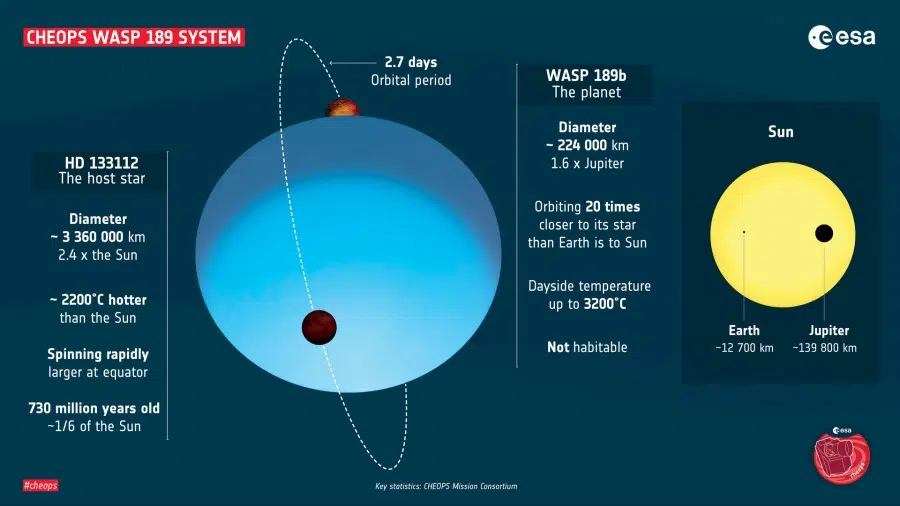 CHEOPS WASP 189 SYSTEM
esa
2.7 days
Orbital period
HD 133112
The host star
Diameter
~ 3 360 000 km
2.4 x the Sun
~ 2200°C hotter
than the Sun
Spinning rapidly
larger at equator
730 million years old
~1/6 of the Sun
WASP 189b
The planet
Diameter
~ 224 000 km
1.6 x Jupiter
Orbiting 20 times
closer to its star
than Earth is to Sun
Dayside temperature
up to 3200°C
Not habitable
Sun
Earth
~12 700 km
Jupiter
~139 800 km
#cheops
Key statistics: CHEOPS Mission Consortium
esa
cheops